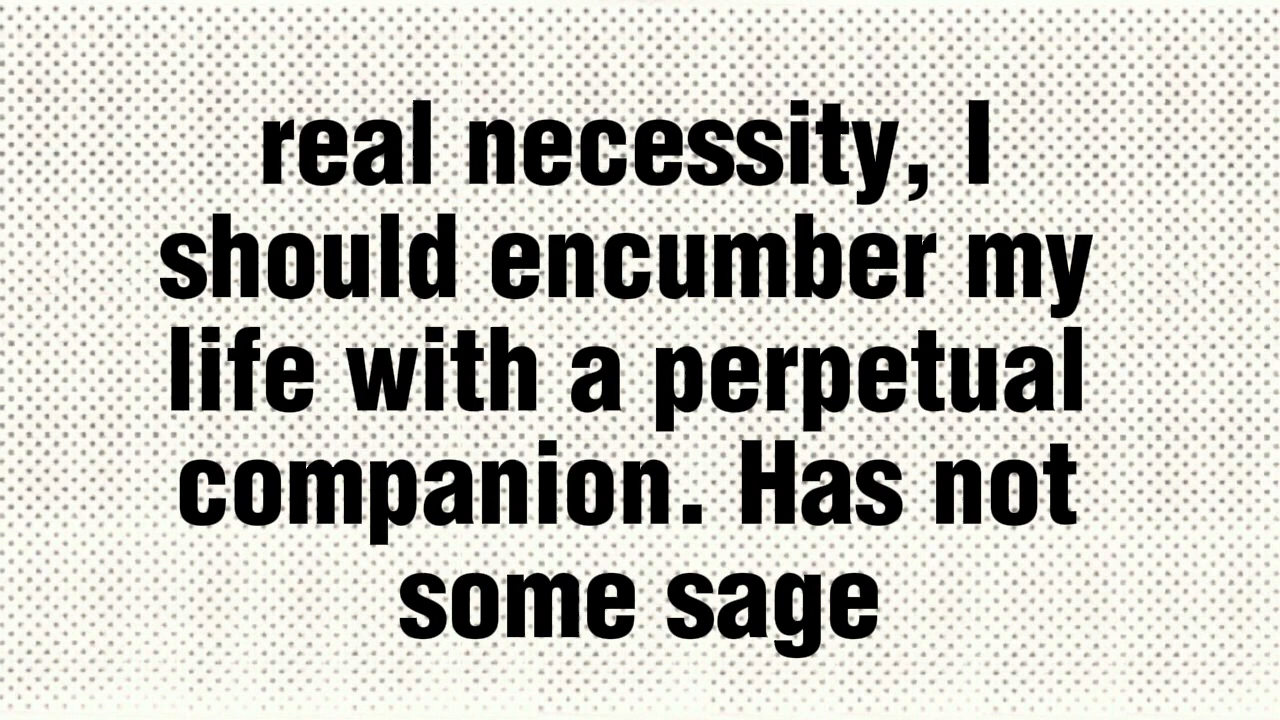 real necessity, I
should encumber my
life with a perpetual
companion. Has not
some sage